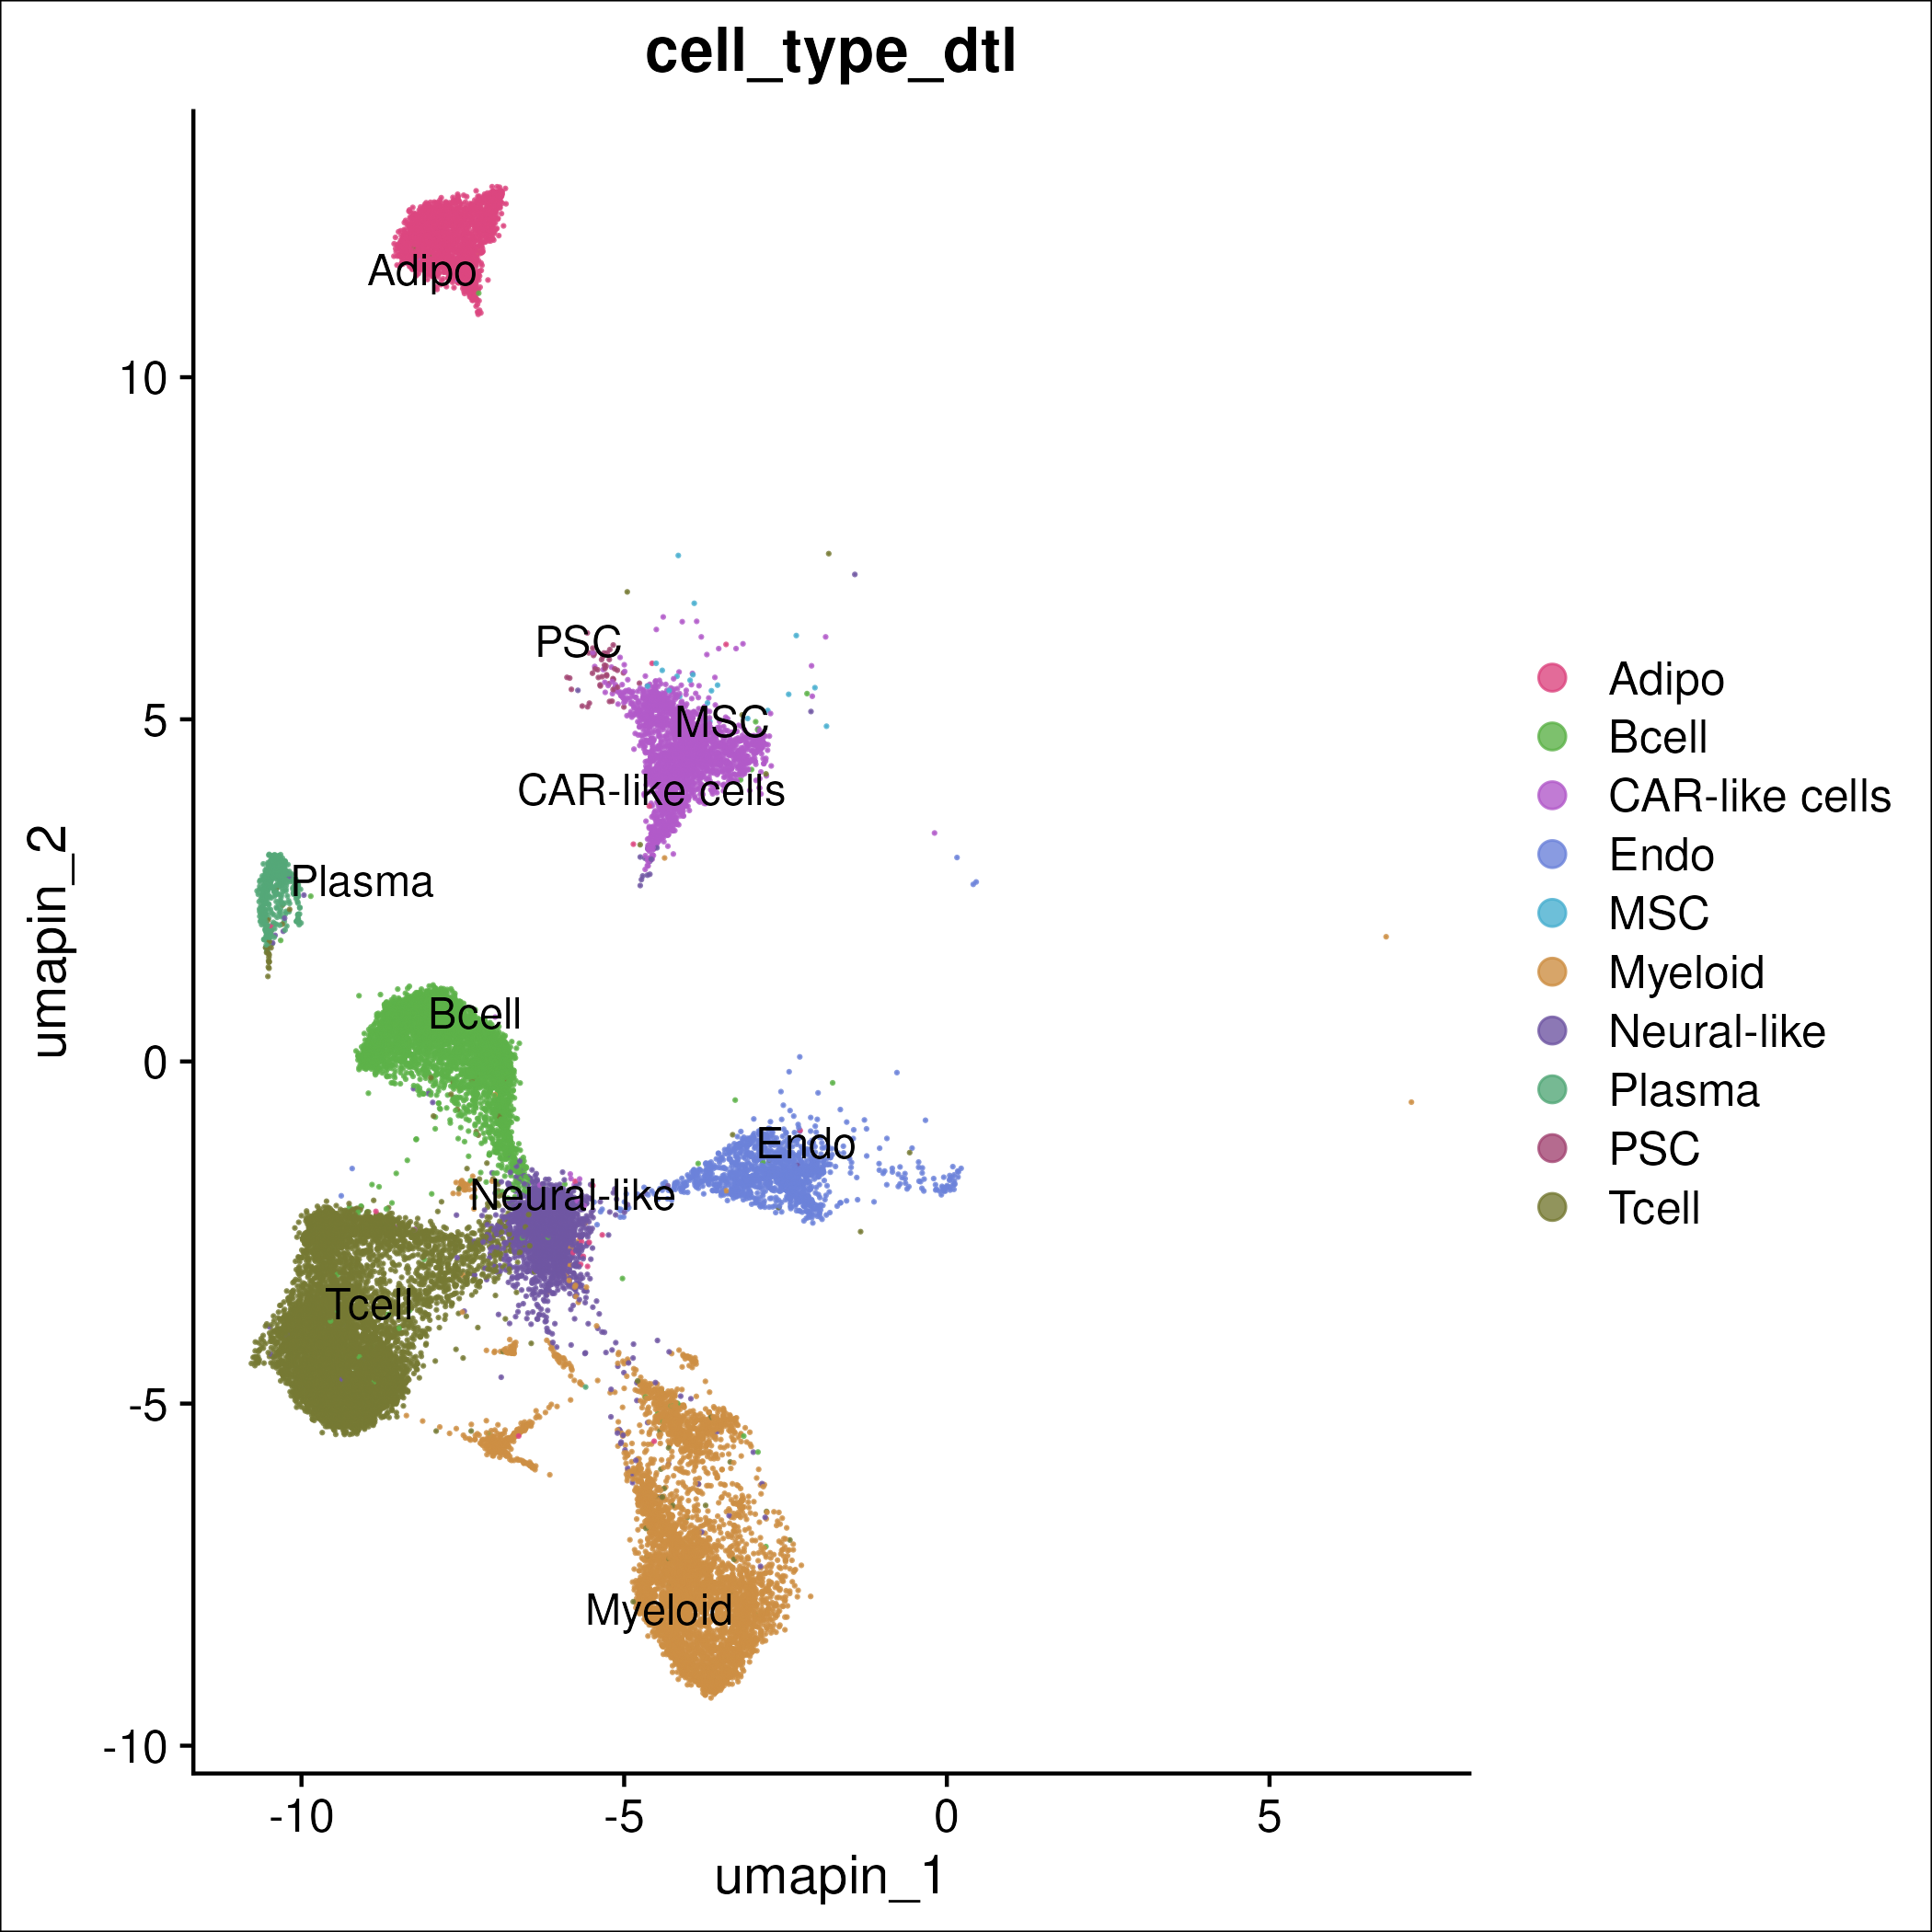 cell_type_dtl
Adipo
10
PSC
5
MSC
CAR-like cells
Plasma
Bcell
0
Endo
Neural-like
Tcell
-5
Myeloid
-10
-10
-5
0
5
umapin_1
umapin_2
Adipo
Bcell
CAR-like cells
Endo
MSC
Myeloid
Neural-like
Plasma
PSC
Tcell